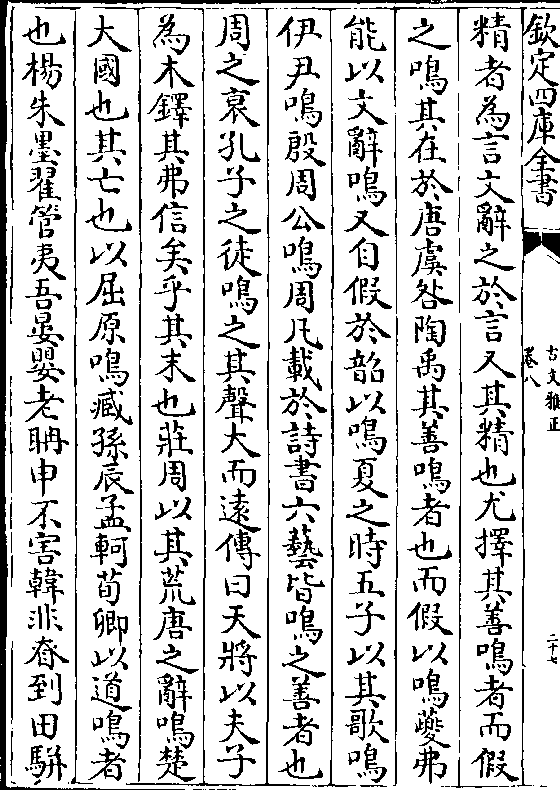 欽定四庫全書
古文雅正
卷八
二十七
精者為言文辭之於言又其精也尤擇其善鳴者而假
之鳴其在於唐虞咎陶禹其善鳴者也而假以鳴夔弗
能以文辭鳴又自假於韶以鳴夏之時五子以其歌鳴
伊尹鳴殷周公鳴周凡載於詩書六藝皆鳴之善者也
周之衰孔子之徒鳴之其聲大而遠傳曰天將以夫子
為木鐸其弗信矣乎其末也莊周以其荒唐之辭鳴楚
大國也其亡也以屈原鳴臧孫辰孟軻荀卿以道鳴者
也楊朱墨翟管夷吾晏嬰老聃申不害韓非眘到田駢